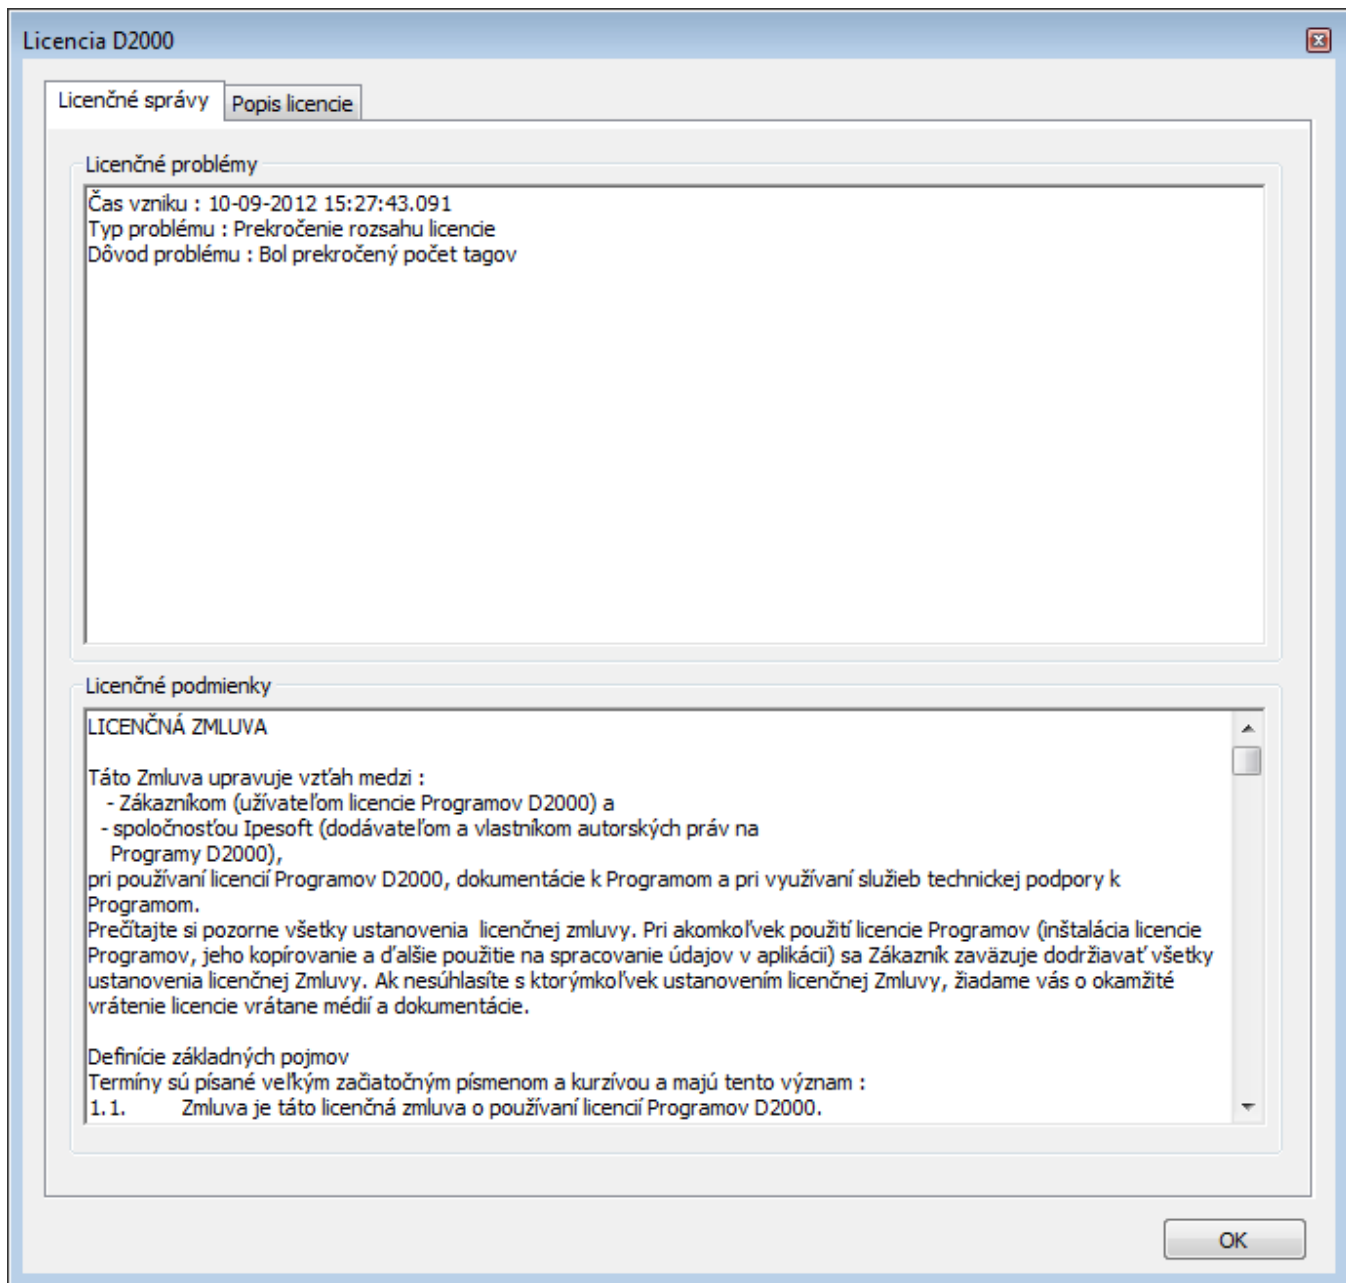 Licencia D2000
Licenčné správy
Popis licencie
Licenčné problémy
Čas vzniku : 10-09-2012 15:27:43.091
Typ problému : Prekročenie rozsahu licencie
Dôvod problému : Bol prekročený počet tagov
Licenčné podmienky
LICENČNÁ ZMLUVA
Táto Zmluva upravuje vzťah medzi :
- Zákazníkom (užívateľom licencie Programov D2000) a
- spoločnosťou Ipesoft (dodávateľom a vlastníkom autorských práv na
Programy D2000),
pri používaní licencií Programov D2000, dokumentácie k Programom a pri využívaní služieb technickej podpory k
Programom.
Prečítajte si pozorne všetky ustanovenia  licenčnej zmluvy. Pri akomkoľvek použití licencie Programov (inštalácia licencie
Programov, jeho kopírovanie a ďalšie použitie na spracovanie údajov v aplikácii) sa Zákazník zaväzuje dodržiavať všetky
ustanovenia licenčnej Zmluvy. Ak nesúhlasíte s ktorýmkoľvek ustanovením licenčnej Zmluvy, žiadame vás o okamžité
vrátenie licencie vrátane médií a dokumentácie.
Definície základných pojmov
Termíny sú písané veľkým začiatočným písmenom a kurzívou a majú tento význam :
1.1. Zmluva je táto licenčná zmluva o používaní licencií Programov D2000.
OK